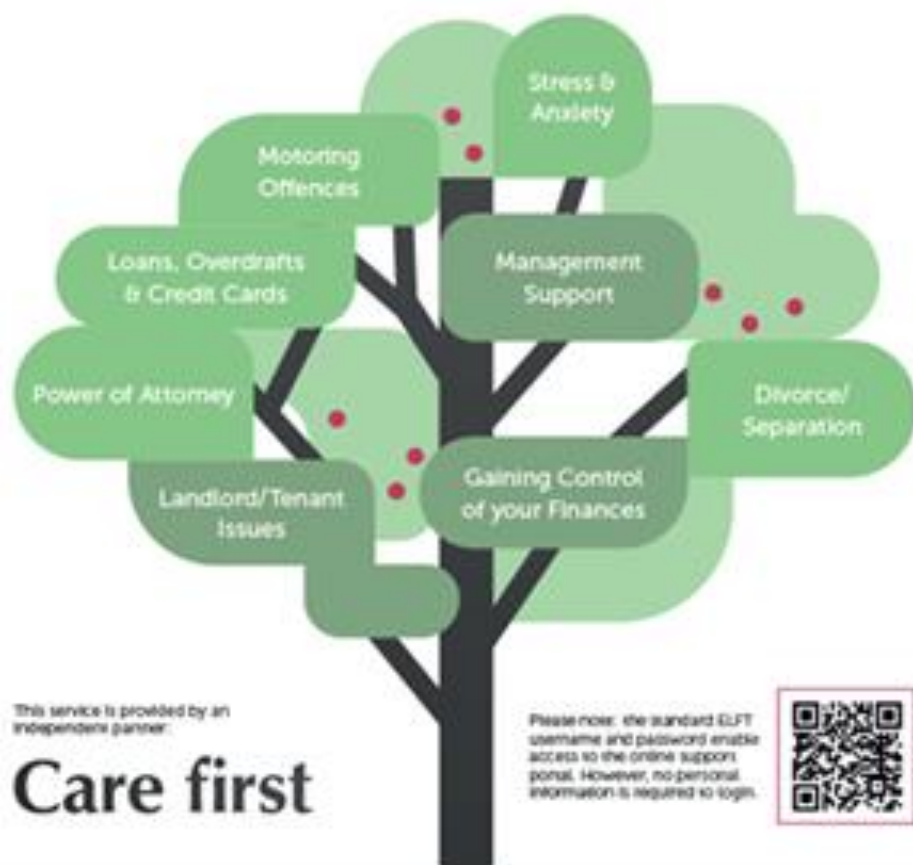 Stress &
Anxiety
Motoring
Offences
Loans, Overdrafts
& Credit Cards
Management
Support
Power of Attorney
Divorce/
Separation
Landlord/Tenant
Issues
Gaining Control
of your Finances
This service is provided by an
independent partner:
Care first
Please note: the standard ELFT
username and password enable
access to the online support
portal. However, no personal
information is required to login.